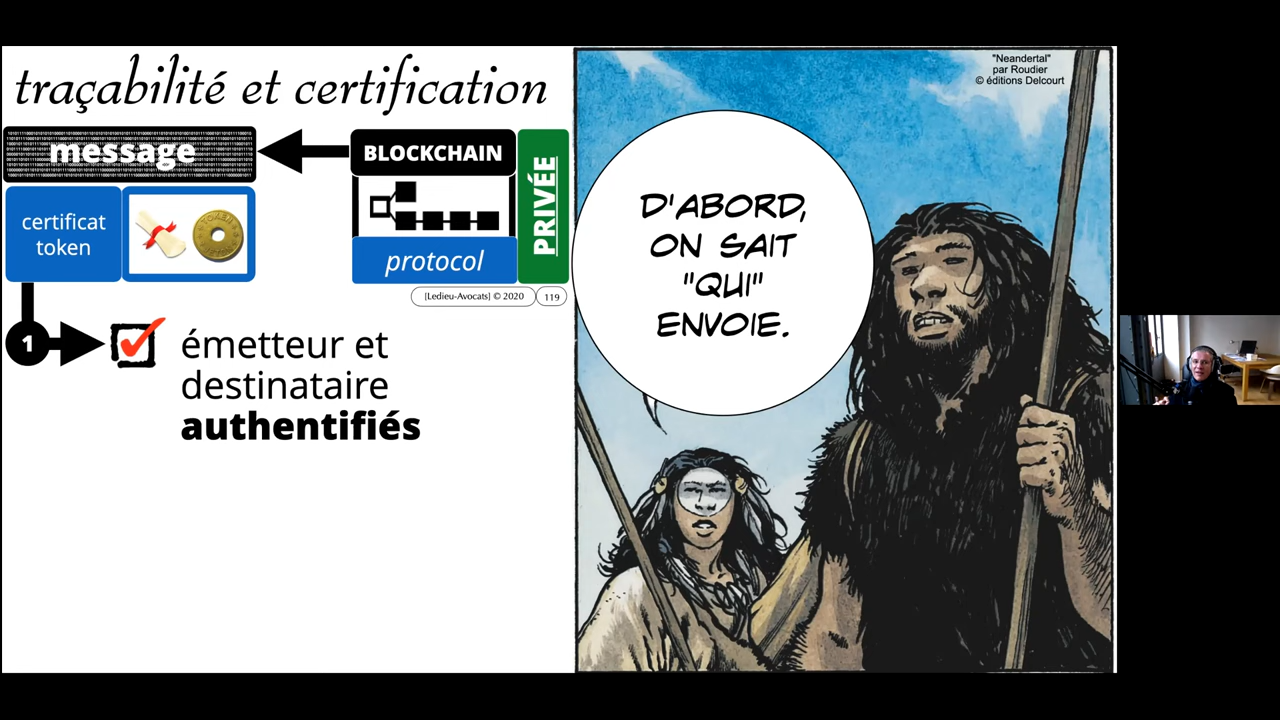 traçabilité et certification
message
BLOCKCHAIN
PRIVÉE
certificat
token
protocol
[Ledieu-Avocats] © 2020
119
1
émetteur et
destinataire
authentifiés
"Neandertal"
par Roudier
© éditions Delcourt
D'ABORD,
ON SAIT
"QUI"
ENVOIE.